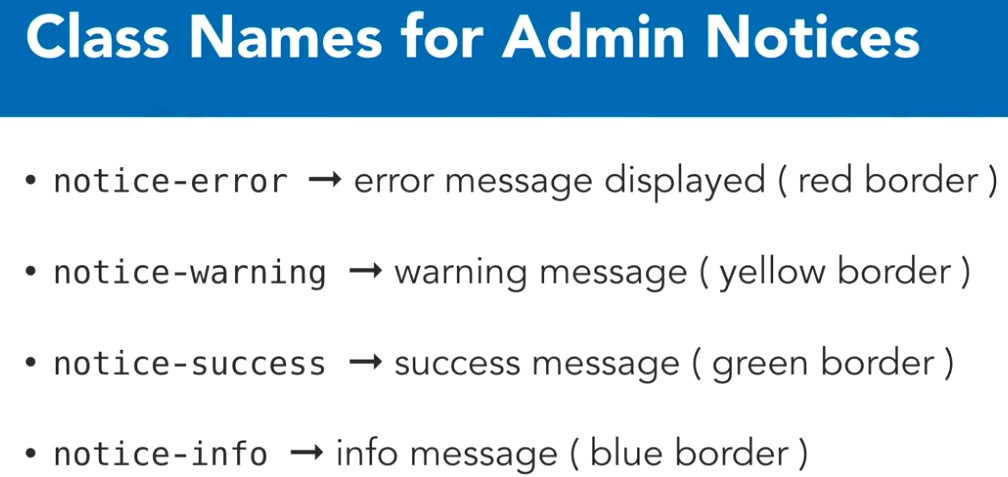 Class Names for Admin Notices
• notice-error → error message displayed ( red border )
• notice-warning → warning message ( yellow border )
• notice-success → success message ( green border )
• notice-info → info message ( blue border )